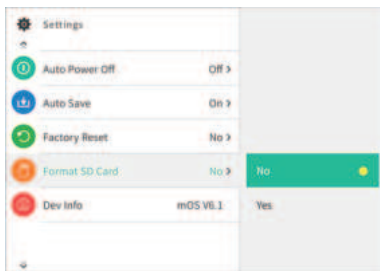 Settings
Auto Power Off Off >
Auto Save On >
Factory Reset No >
Format SD Card No > No
Dev Info mOS V6.1 Yes